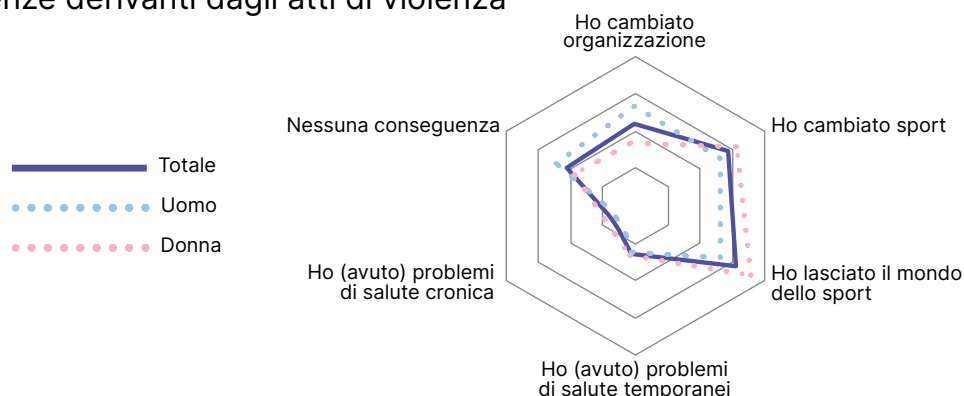 nze derivanti dagli atti di violenza
Ho cambiato
organizzazione
Nessuna conseguenza
Ho cambiato sport
Totale
Uomo
Donna
Ho (avuto) problemi
di salute cronica
Ho lasciato il mondo
dello sport
Ho (avuto) problemi
di salute temporanei